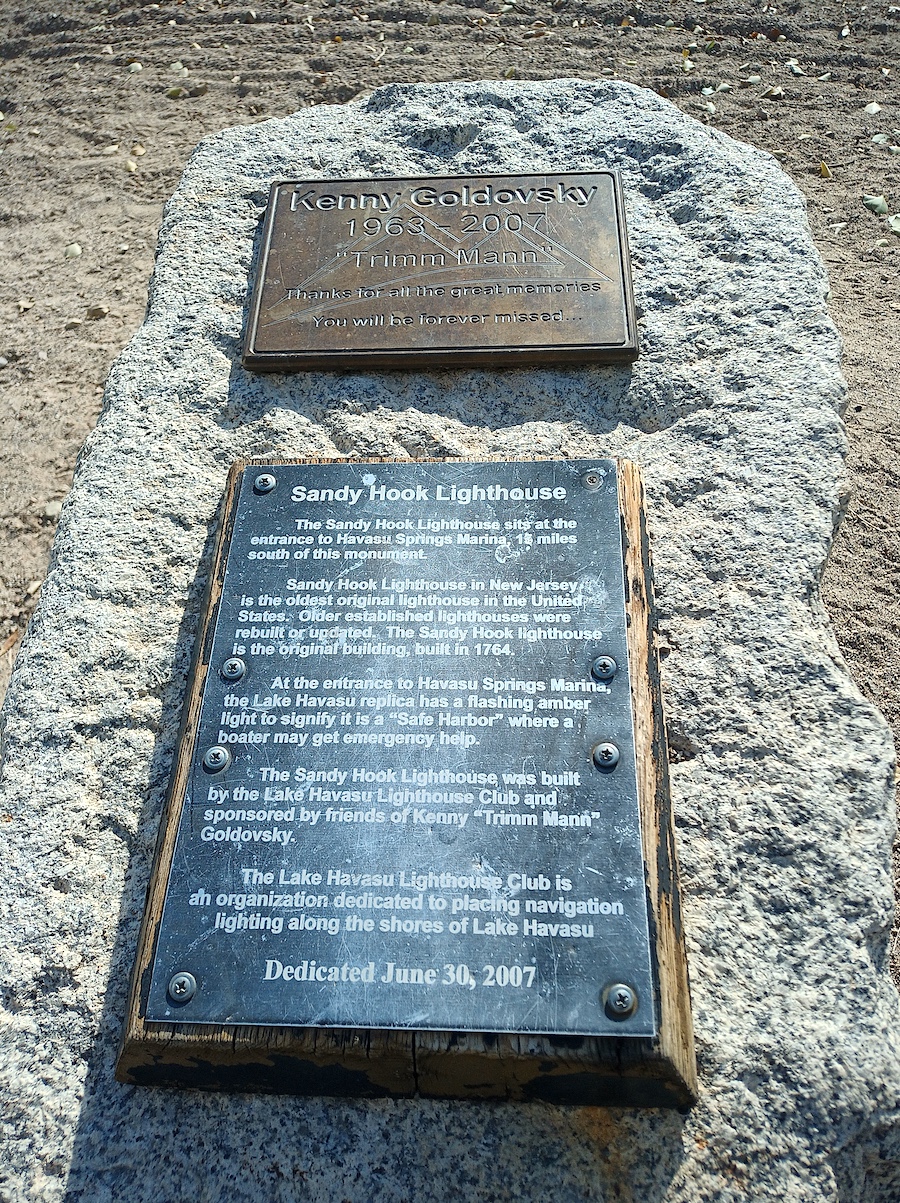 Kenny Goldovsky
1963 - 2007
"Trimm Mann"
Thanks for all the great memories
You will be forever missed...
Sandy Hook Lighthouse
The Sandy Hook Lighthouse sits at the
entrance to Havasu Springs Marina, 15 miles
south of this monument.
Sandy Hook Lighthouse in New Jersey,
is the oldest original lighthouse in the United
States. Older established lighthouses were
rebuilt or updated. The Sandy Hook lighthouse
is the original building, built in 1764.
At the entrance to Havasu Springs Marina,
the Lake Havasu replica has a flashing amber
light to signify it is a “Safe Harbor” where a
boater may get emergency help.
The Sandy Hook Lighthouse was built
by the Lake Havasu Lighthouse Club and
sponsored by friends of Kenny “Trimm Mann”
Goldovsky.
The Lake Havasu Lighthouse Club is
an organization dedicated to placing navigation
lighting along the shores of Lake Havasu
Dedicated June 30, 2007